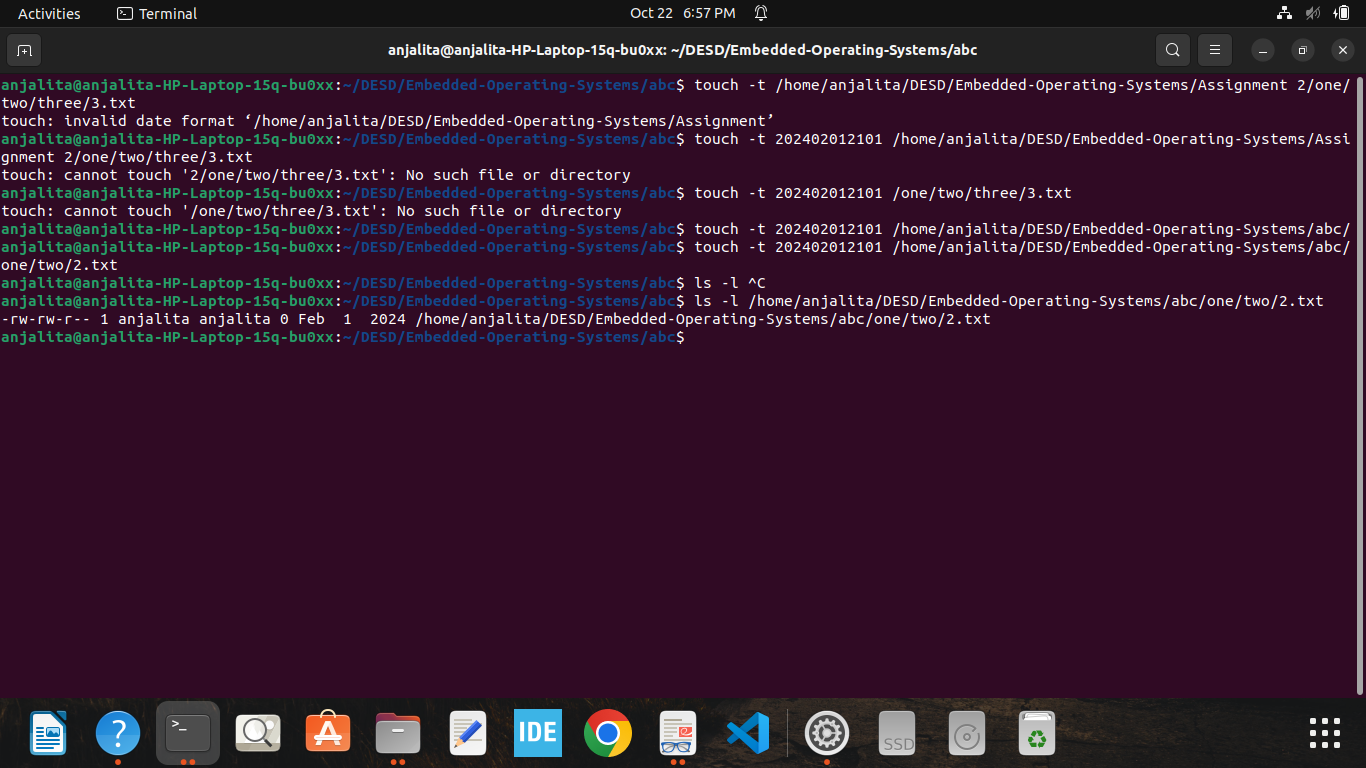 Activities
Terminal
Oct 22 6:57 PM
anjalita@anjalita-HP-Laptop-15q-bu0xx: ~/DESD/Embedded-Operating-Systems/abc
anjalita@anjalita-HP-Laptop-15q-bu0xx:~/DESD/Embedded-Operating-Systems/abc$ touch -t /home/anjalita/DESD/Embedded-Operating-Systems/Assignment 2/one/
two/three/3.txt
touch: invalid date format ‘/home/anjalita/DESD/Embedded-Operating-Systems/Assignment’
anjalita@anjalita-HP-Laptop-15q-bu0xx:~/DESD/Embedded-Operating-Systems/abc$ touch -t 202402012101 /home/anjalita/DESD/Embedded-Operating-Systems/Assi
gnment 2/one/two/three/3.txt
touch: cannot touch '2/one/two/three/3.txt': No such file or directory
anjalita@anjalita-HP-Laptop-15q-bu0xx:~/DESD/Embedded-Operating-Systems/abc$ touch -t 202402012101 /one/two/three/3.txt
touch: cannot touch '/one/two/three/3.txt': No such file or directory
anjalita@anjalita-HP-Laptop-15q-bu0xx:~/DESD/Embedded-Operating-Systems/abc$ touch -t 202402012101 /home/anjalita/DESD/Embedded-Operating-Systems/abc/
anjalita@anjalita-HP-Laptop-15q-bu0xx:~/DESD/Embedded-Operating-Systems/abc$ touch -t 202402012101 /home/anjalita/DESD/Embedded-Operating-Systems/abc/
one/two/2.txt
anjalita@anjalita-HP-Laptop-15q-bu0xx:~/DESD/Embedded-Operating-Systems/abc$ ls -l ^C
anjalita@anjalita-HP-Laptop-15q-bu0xx:~/DESD/Embedded-Operating-Systems/abc$ ls -l /home/anjalita/DESD/Embedded-Operating-Systems/abc/one/two/2.txt
-rw-rw-r-- 1 anjalita anjalita 0 Feb  1  2024 /home/anjalita/DESD/Embedded-Operating-Systems/abc/one/two/2.txt
anjalita@anjalita-HP-Laptop-15q-bu0xx:~/DESD/Embedded-Operating-Systems/abc$
IDE
SSD